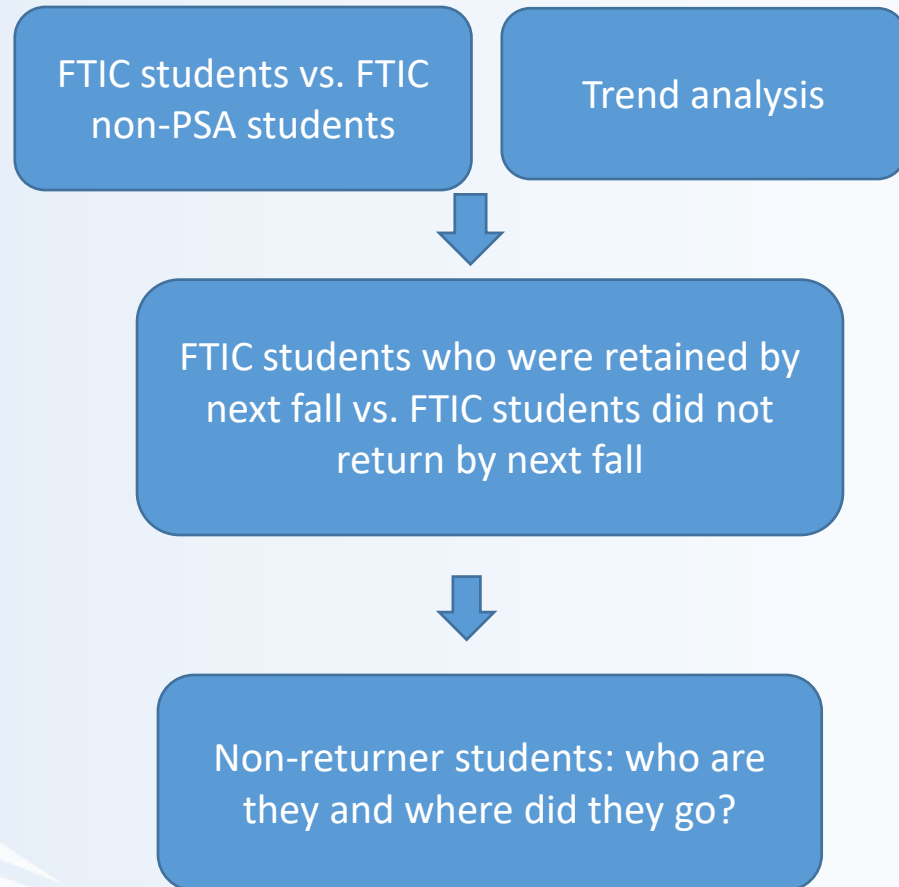 FTIC students vs. FTIC
non-PSA students
Trend analysis
FTIC students who were retained by
next fall vs. FTIC students did not
return by next fall
Non-returner students: who are
they and where did they go?